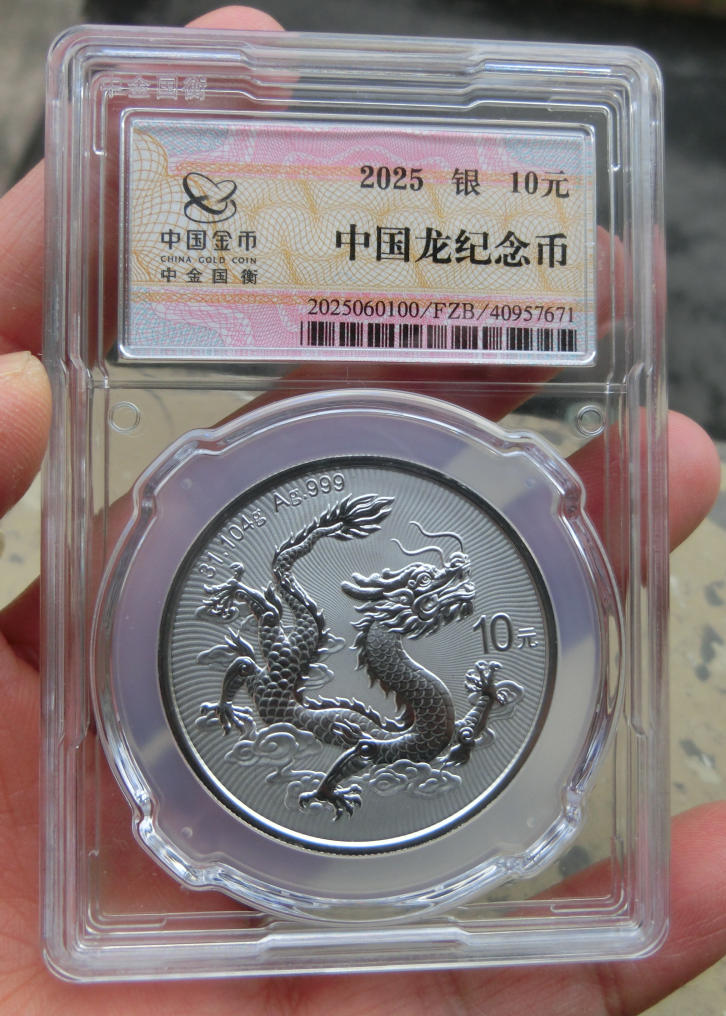 中金国衡
2025 银 10元
中国龙纪念币
中国金币
CHINA GOLD COIN
中金国衡
2025060100/FZB/40957671
31.104g Ag.999
10元